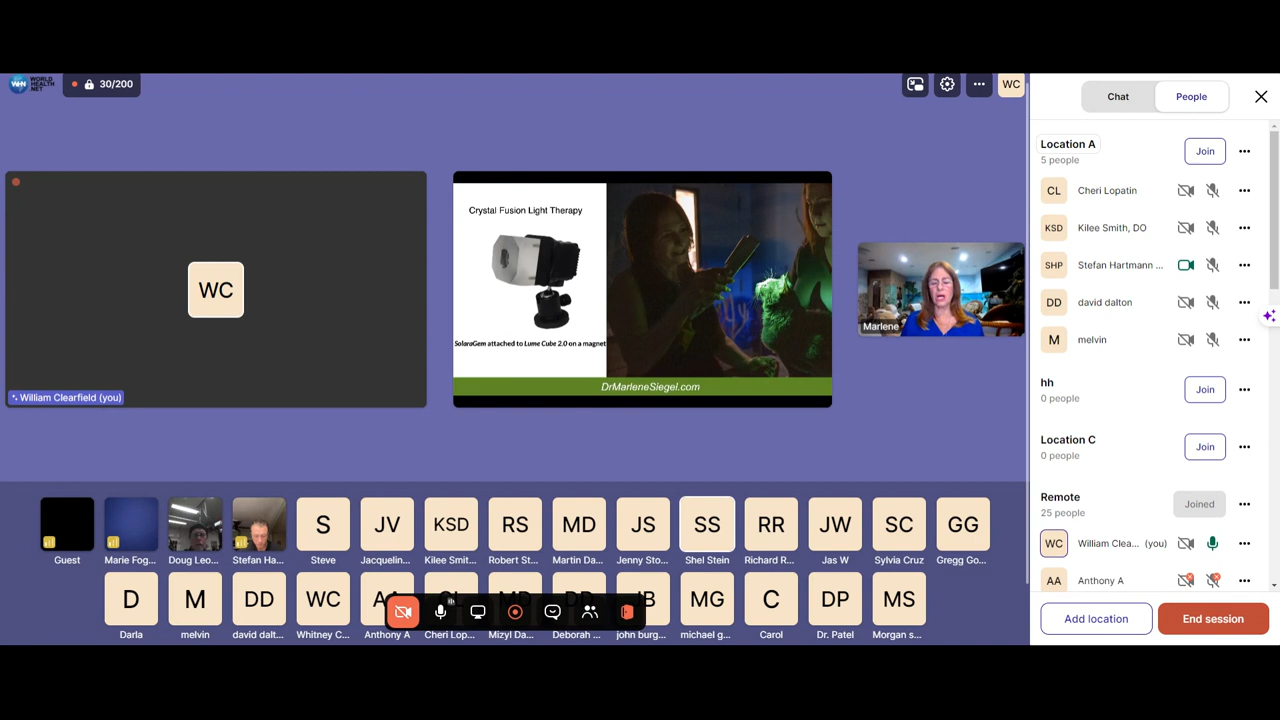 WHN WORLD HEALTH .NET
30/200
WC
Chat
People
Location A
5 people
Join
CL
Cheri Lopatin
KSD
Kilee Smith, DO
SHP
Stefan Hartmann ...
DD
david dalton
M
melvin
hh
0 people
Join
Location C
0 people
Join
Remote
25 people
Joined
WC
William Clea... (you)
AA
Anthony A
Add location
End session
WC
William Clearfield (you)
Crystal Fusion Light Therapy
SolaraGem attached to Lume Cube 2.0 on a magnet
DrMarleneSiegel.com
Marlene
S
JV
KSD
RS
MD
JS
SS
RR
JW
SC
GG
Guest
Marie Fog...
Doug Leo...
Stefan Ha...
Steve
Jacquelin...
Kilee Smit...
Robert St...
Martin Da...
Jenny Sto...
Shel Stein
Richard R...
Jas W
Sylvia Cruz
Gregg Go...
D
M
DD
WC
MG
C
DP
MS
Darla
melvin
david dalt...
Whitney C...
Anthony A
Cheri Lop...
Mizyl Da...
Deborah ...
john burg...
michael g...
Carol
Dr. Patel
Morgan s...